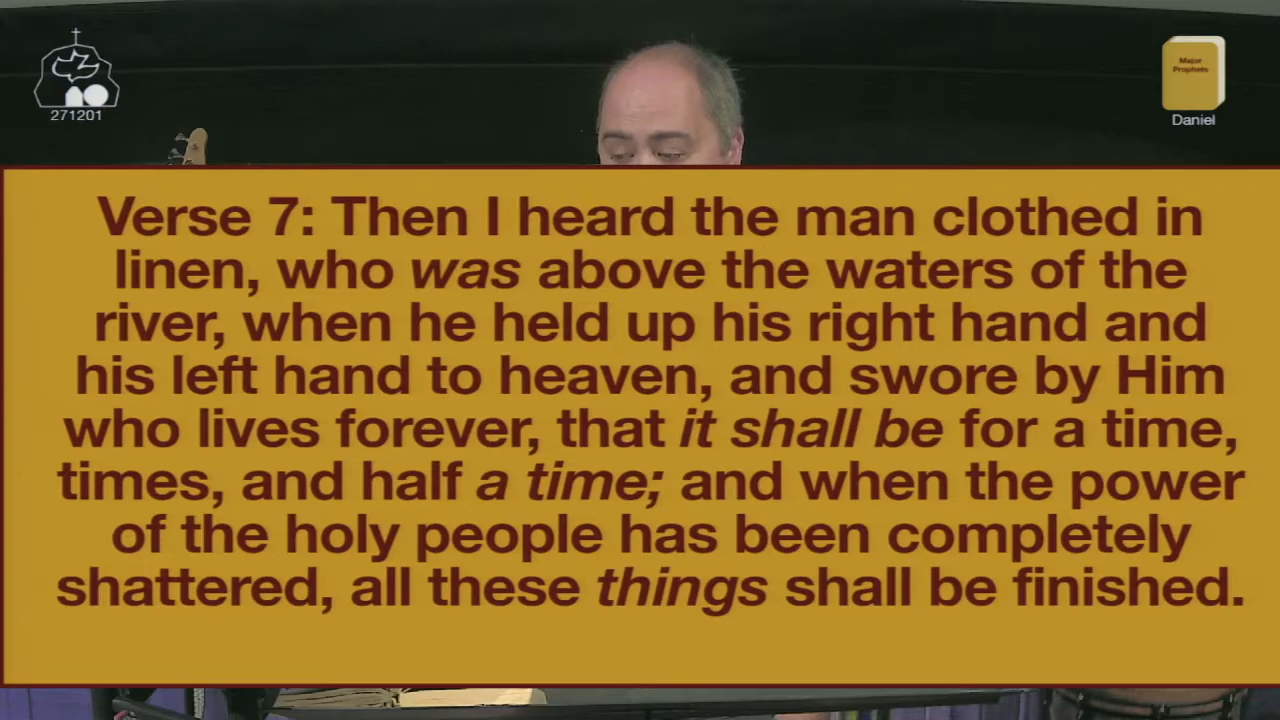 271201
Major
Prophets
Daniel
Verse 7: Then I heard the man clothed in
linen, who was above the waters of the
river, when he held up his right hand and
his left hand to heaven, and swore by Him
who lives forever, that it shall be for a time,
times, and half a time; and when the power
of the holy people has been completely
shattered, all these things shall be finished.